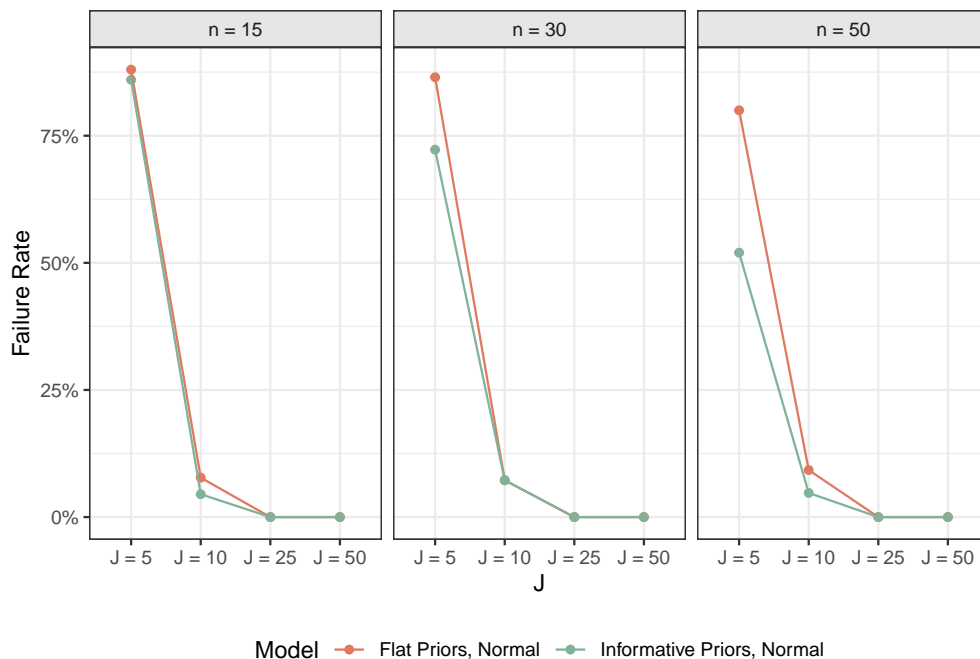 n = 15
n = 30
n = 50
Failure Rate
75%
50%
25%
0%
J = 5 J = 10 J = 25 J = 50
J = 5 J = 10 J = 25 J = 50
J = 5 J = 10 J = 25 J = 50
J
Model Flat Priors, Normal Informative Priors, Normal